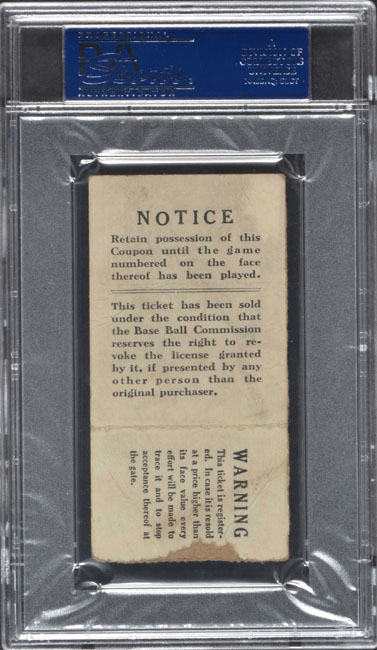 PSA
A
DIVISION OF
NOTICE
Retain possession of this
Coupon until the game
numbered on the face
thereof has been played.
This ticket has been sold
under the condition that
the Base Ball Commission
reserves the right to re-
voke the license granted
by it, if presented by any
other person than the
original purchaser.
WARNING
This ticket is register-
ed. In case it is resold
at a price higher than
its face value every
effort will be made to
trace it and to stop
acceptance thereof at
the gate.